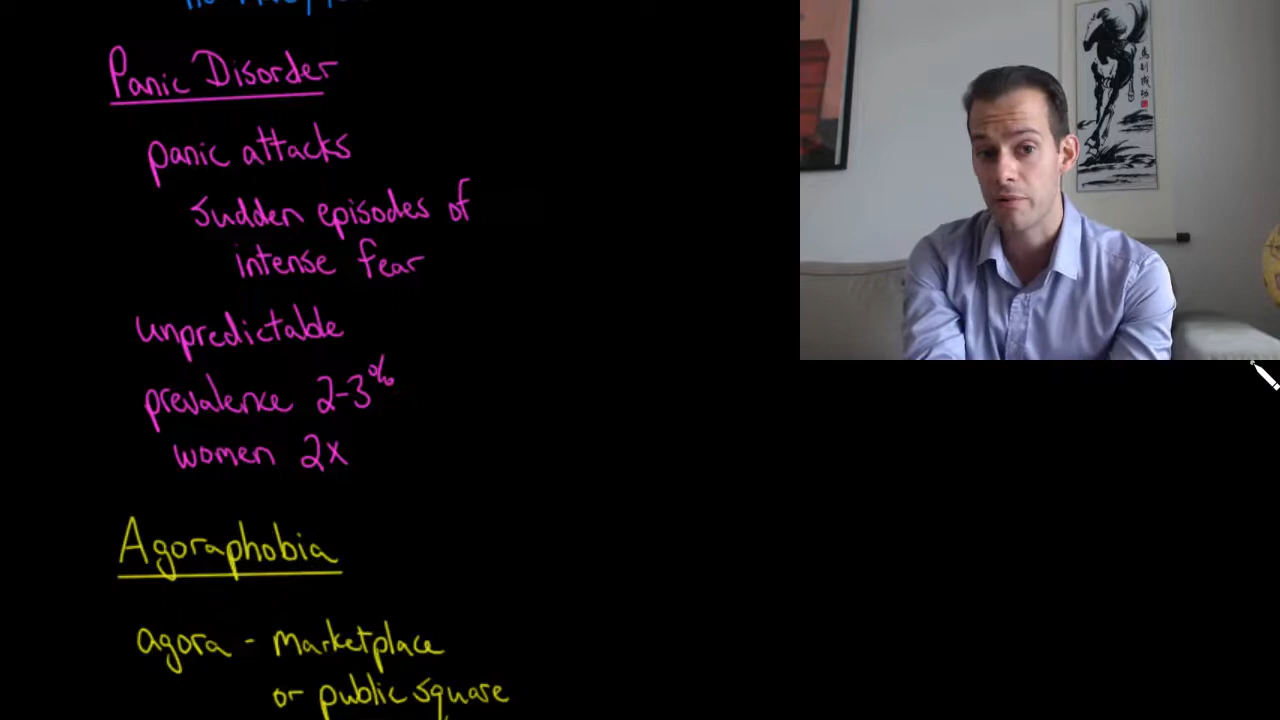 Panic Disorder
panic attacks
sudden episodes of
intense fear
unpredictable
prevalence 2-3%
women 2x
Agoraphobia
agora - marketplace
or public square